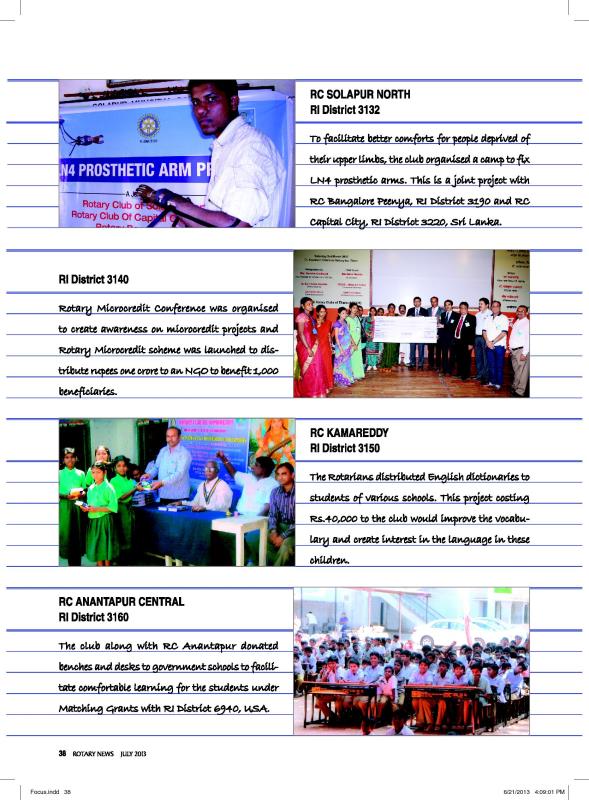 LN4 PROSTHETIC ARM PR
Rotary Club of
Rotary Club Of Capital C
RC SOLAPUR NORTH
RI District 3132
To facilitate better comforts for people deprived of
their upper limbs, the club organised a camp to fix
LN4 prosthetic arms. This is a joint project with
RC Bangalore Peenya, RI District 3190 and RC
Capital City, RI District 3220, Sri Lanka.
RI District 3140
Rotary Microcredit Conference was organised
to create awareness on microcredit projects and
Rotary Microcredit scheme was launched to dis-
tribute rupees one crore to an NGO to benefit 1,000
beneficiaries.
RC KAMAREDDY
RI District 3150
The Rotarians distributed English dictionaries to
students of various schools. This project costing
Rs.40,000 to the club would improve the vocabu-
lary and create interest in the language in these
children.
RC ANANTAPUR CENTRAL
RI District 3160
The club along with RC Anantapur donated
benches and desks to government schools to facili-
tate comfortable learning for the students under
Matching Grants with RI District 6940, USA.
38 ROTARY NEWS JULY 2013
Focus.indd 38
6/21/2013 4:09:01 PM